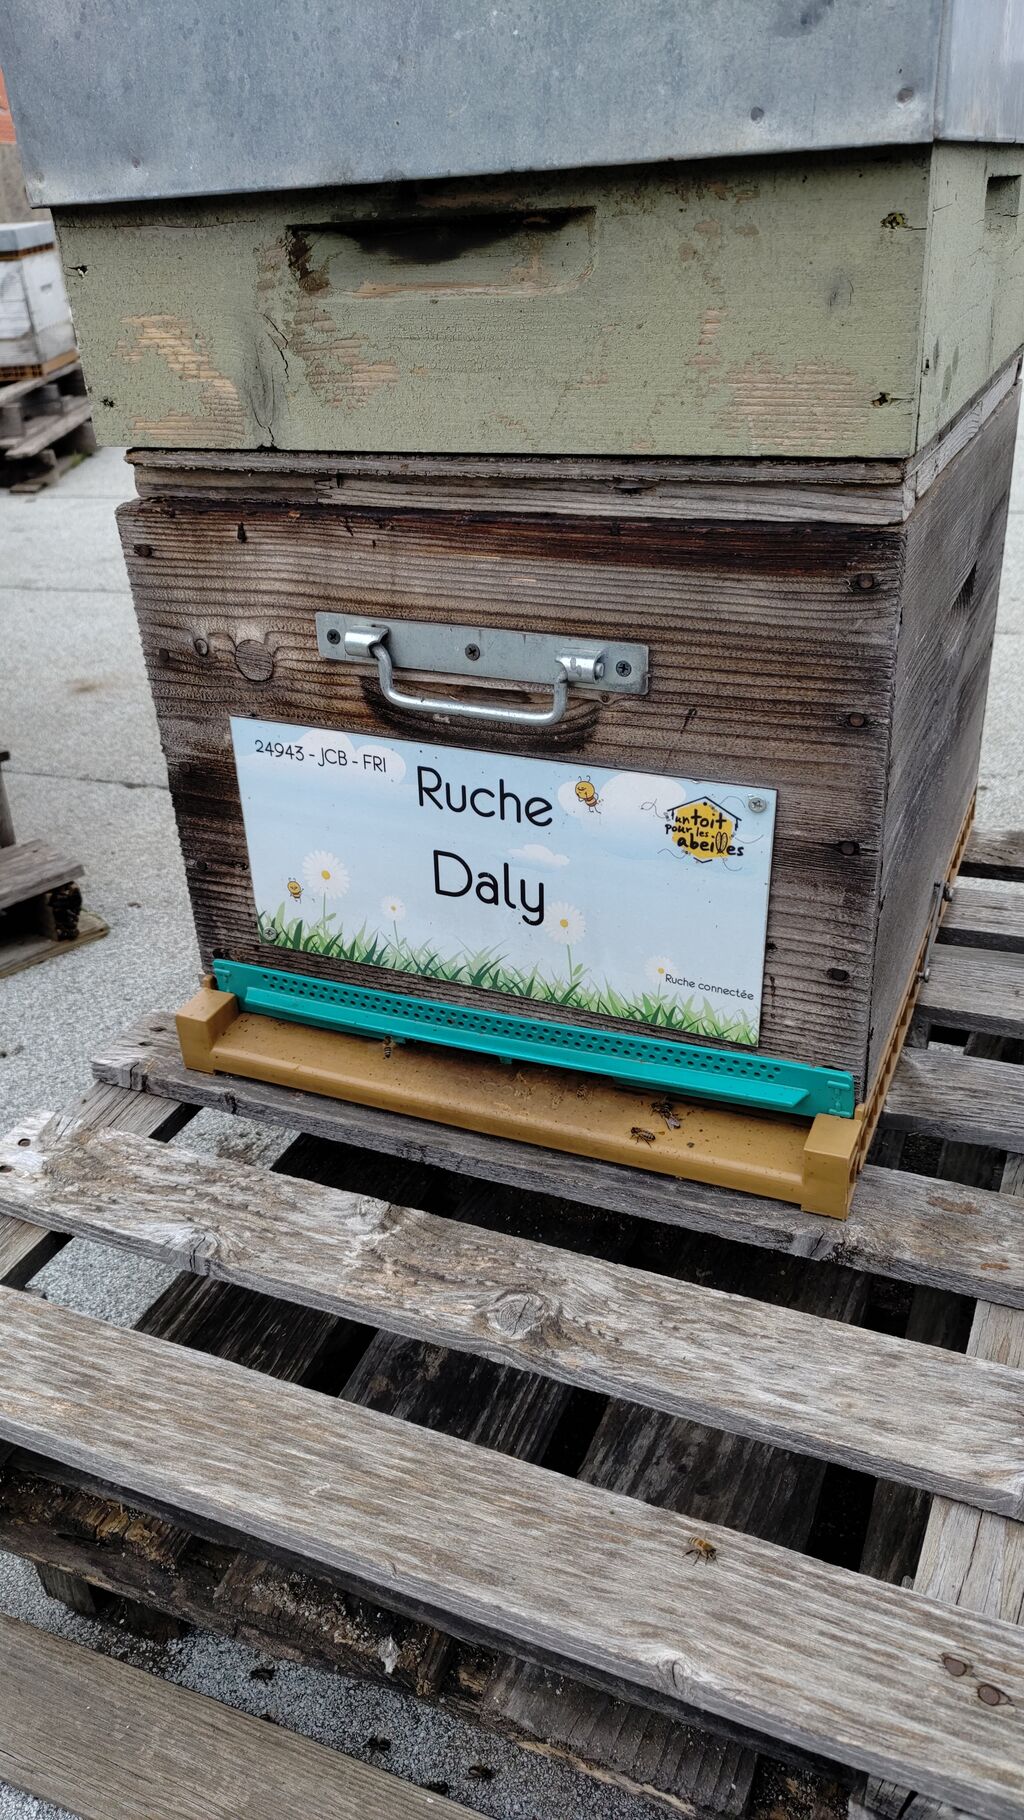 24943 - JCB - FRI
Ruche
Daly
un toit
pour les
abeilles
Ruche connectée